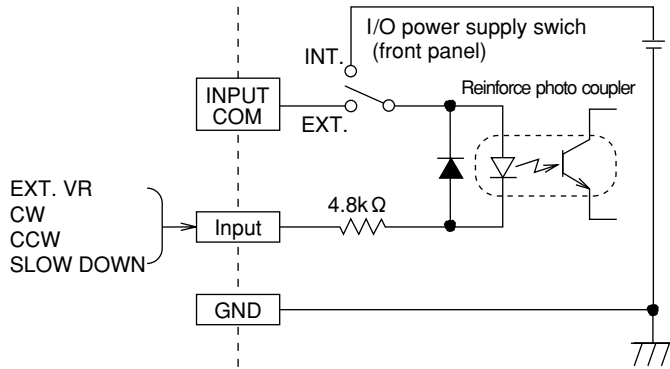 I/O power supply swich
(front panel)
INT.
Reinforce photo coupler
INPUT
COM
EXT.
EXT. VR
CW
CCW
SLOW DOWN
4.8k Ω
Input
GND